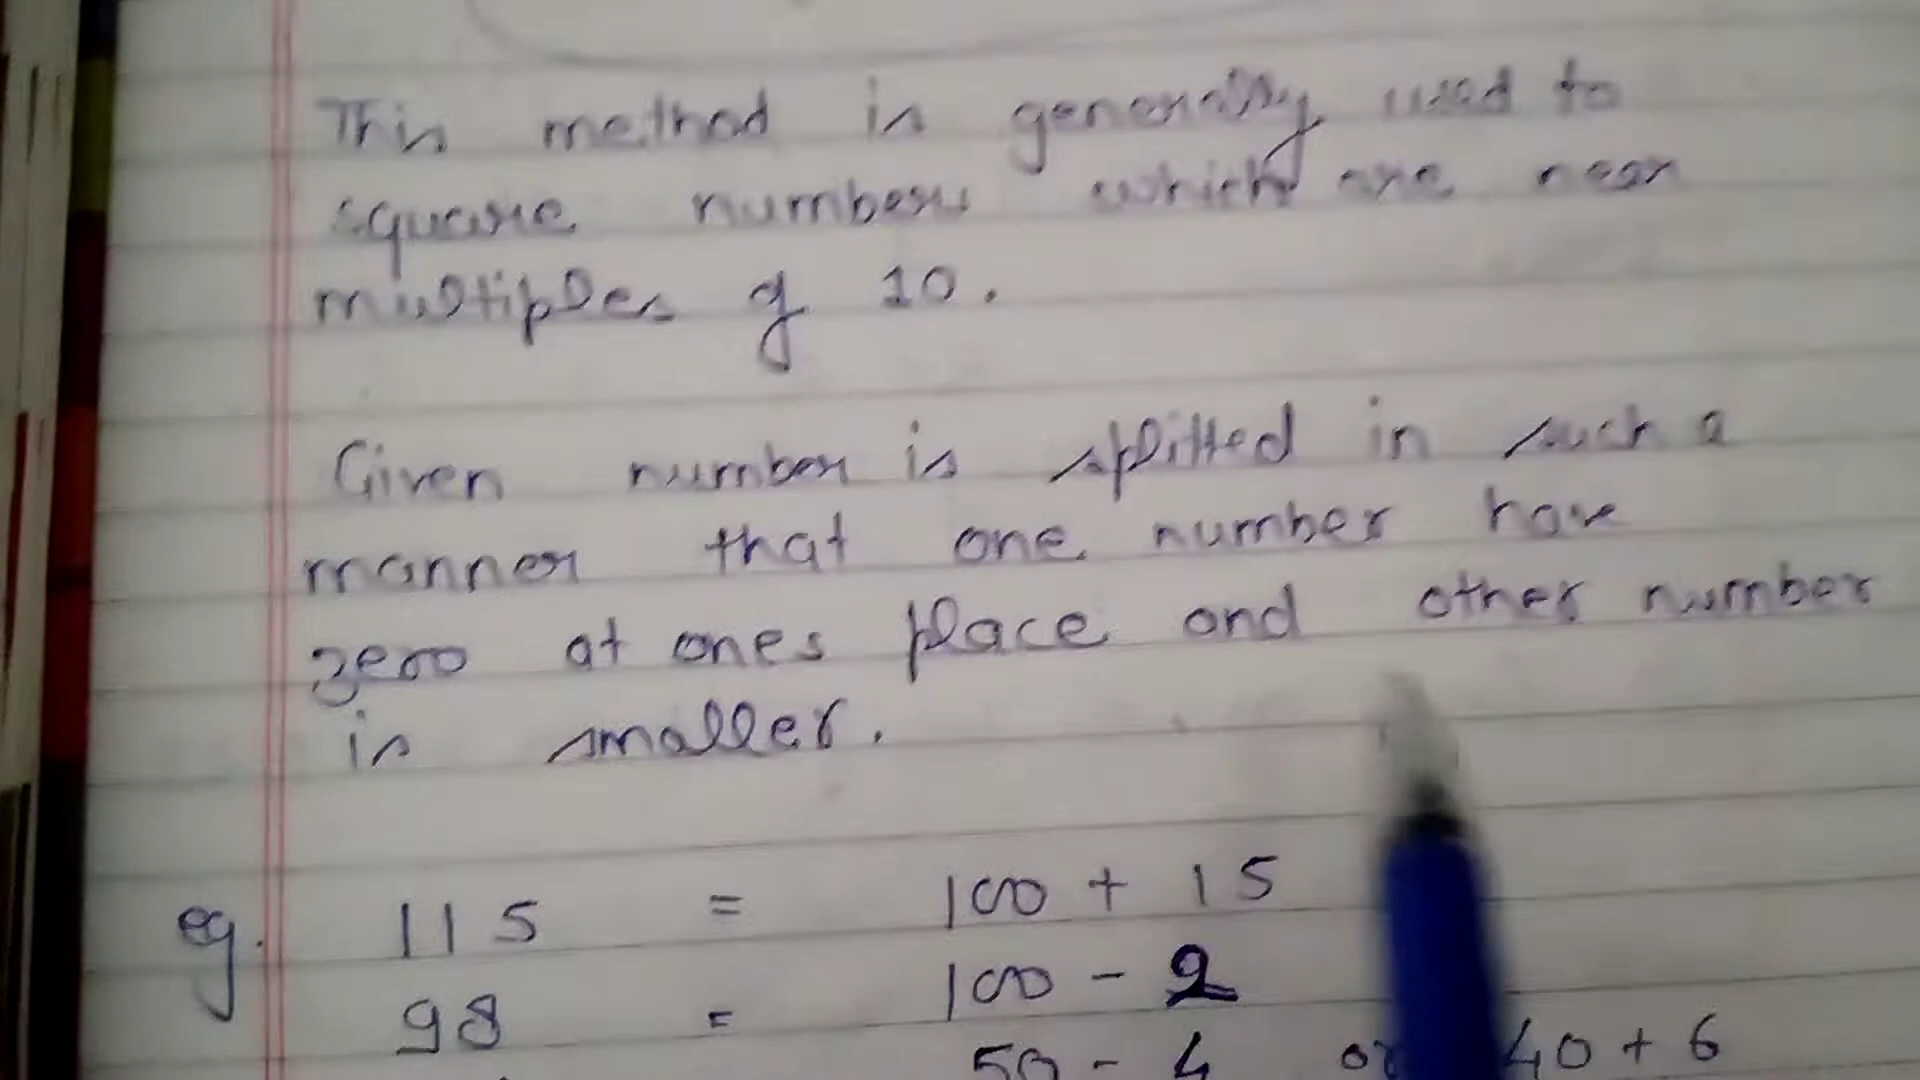 This method is generally used to
square numbers which are near
multiples of 10.
Given number is splitted in such a
manner that one number have
zero at ones place and other number
is smaller.
eg. 115 = 100 + 15
98 = 100 - 2
50 - 4 or 40 + 6